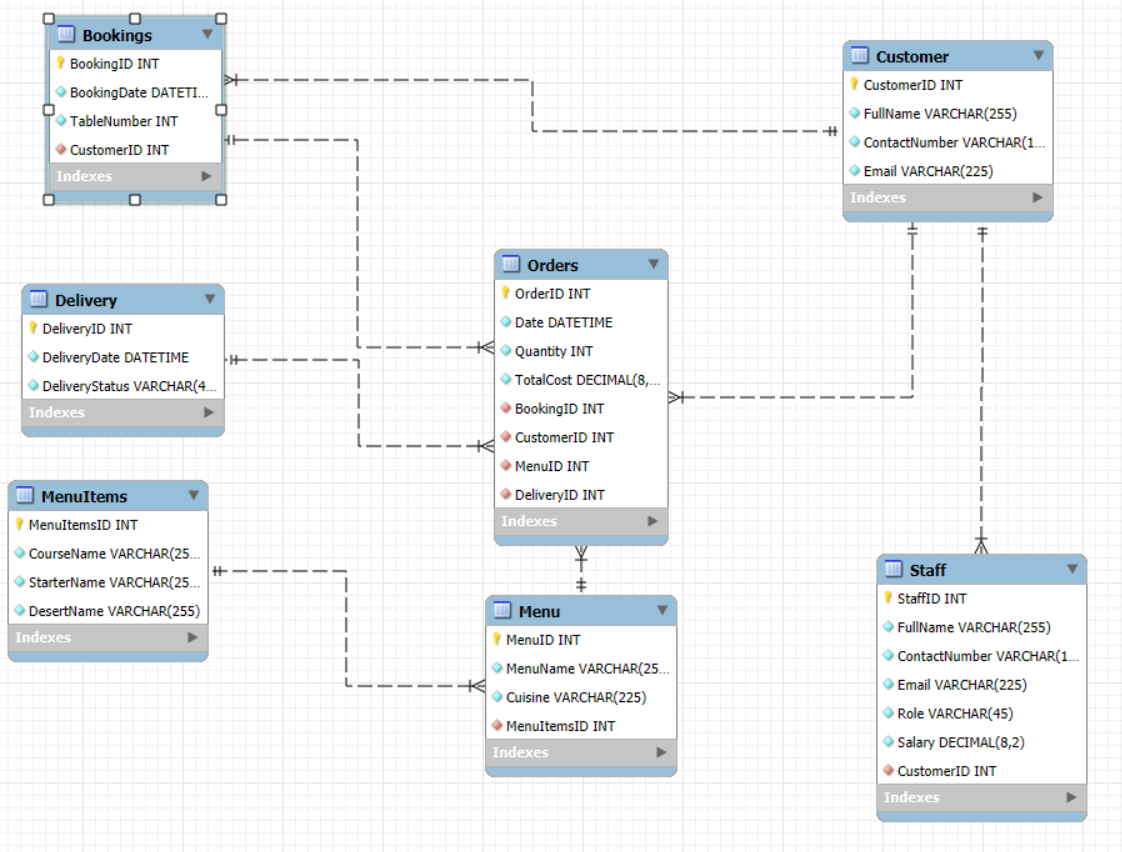 Bookings
BookingID INT
BookingDate DATETI...
TableNumber INT
CustomerID INT
Indexes
Customer
CustomerID INT
FullName VARCHAR(255)
ContactNumber VARCHAR(1...
Email VARCHAR(225)
Indexes
Orders
OrderID INT
Date DATETIME
Quantity INT
TotalCost DECIMAL(8,...
BookingID INT
CustomerID INT
MenuID INT
DeliveryID INT
Indexes
Delivery
DeliveryID INT
DeliveryDate DATETIME
DeliveryStatus VARCHAR(4...
Indexes
MenuItems
MenuItemsID INT
CourseName VARCHAR(25...
StarterName VARCHAR(25...
DesertName VARCHAR(255)
Indexes
Menu
MenuID INT
MenuName VARCHAR(25...
Cuisine VARCHAR(225)
MenuItemsID INT
Indexes
Staff
StaffID INT
FullName VARCHAR(255)
ContactNumber VARCHAR(1...
Email VARCHAR(225)
Role VARCHAR(45)
Salary DECIMAL(8,2)
CustomerID INT
Indexes